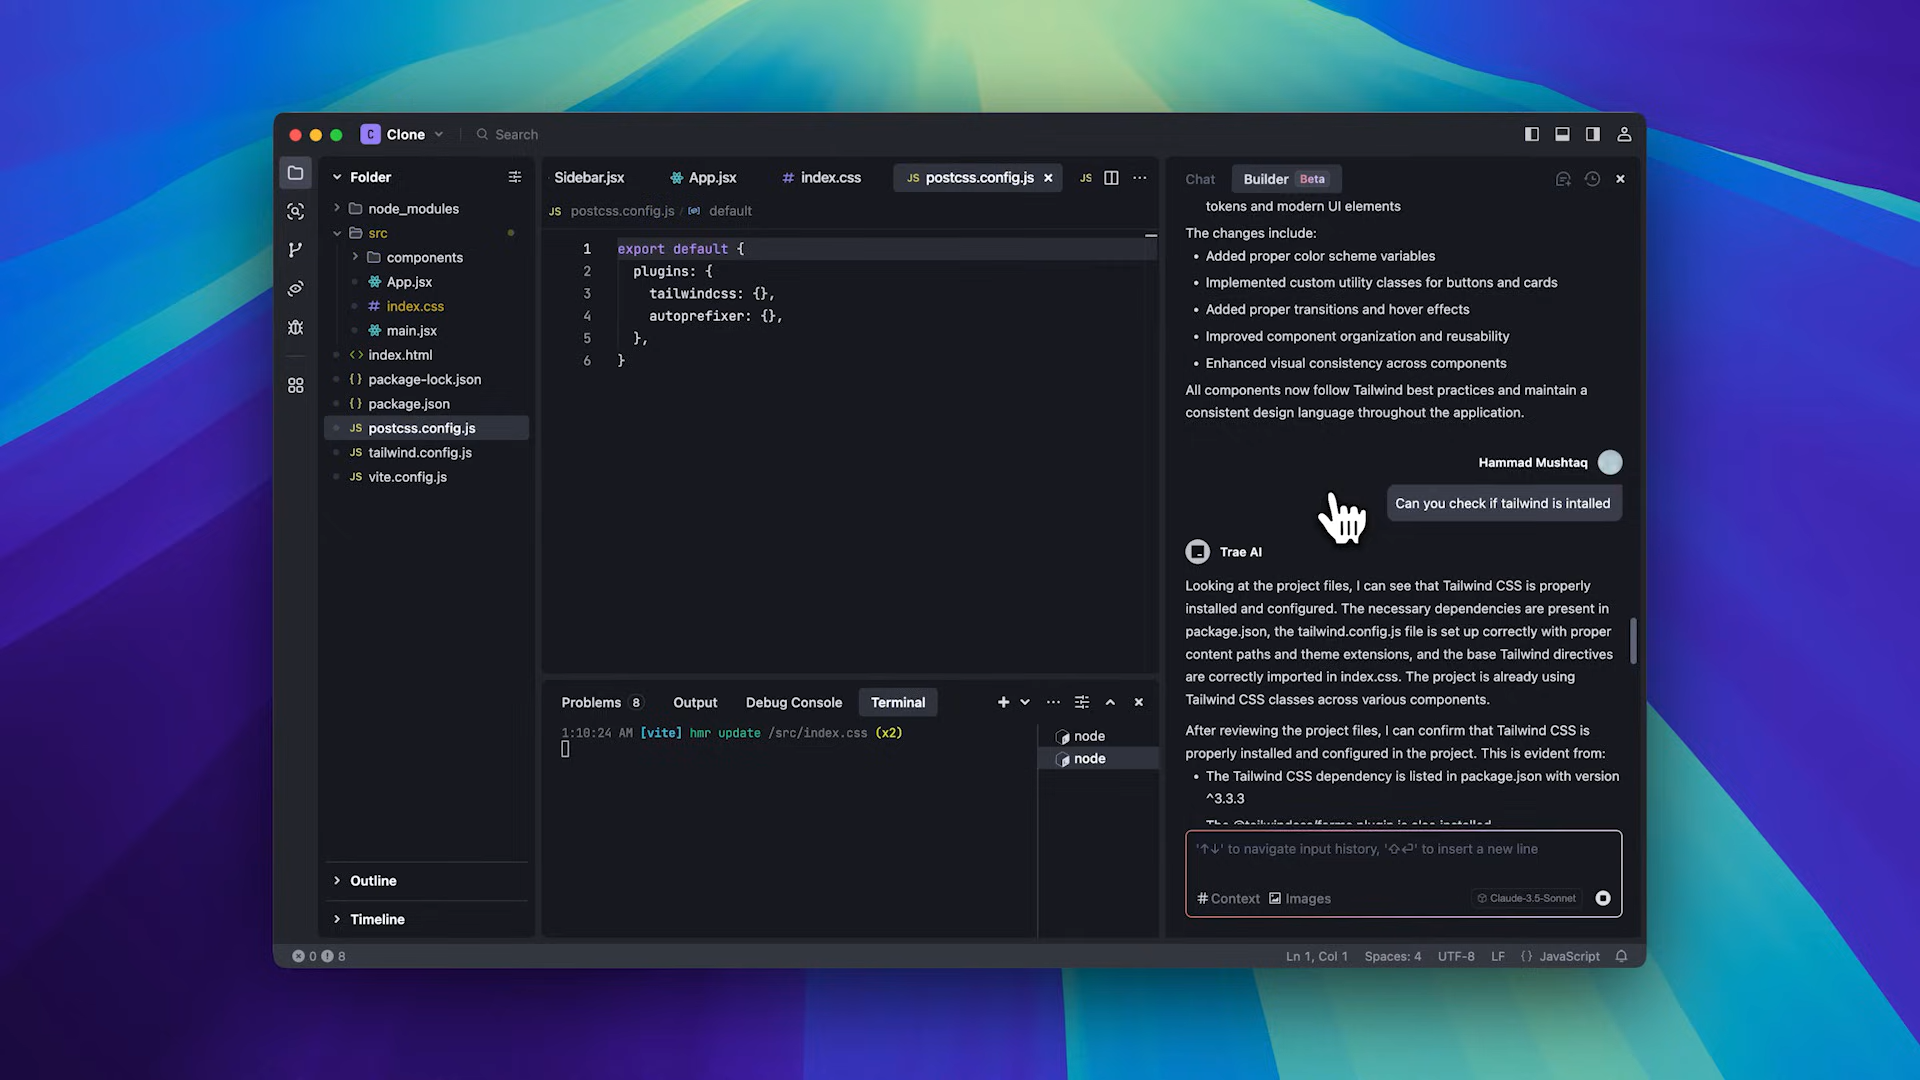 C Clone
Search
Folder
node_modules
src
components
App.jsx
# index.css
main.jsx
<> index.html
{} package-lock.json
{} package.json
JS postcss.config.js
JS tailwind.config.js
JS vite.config.js
Outline
Timeline
Sidebar.jsx
App.jsx
# index.css
JS postcss.config.js
JS
JS postcss.config.js / default
1 export default {
2 plugins: {
3 tailwindcss: {},
4 autoprefixer: {},
5 },
6 }
Problems 8
Output
Debug Console
Terminal
1:10:24 AM [vite] hmr update /src/index.css (x2)
node
node
Chat
Builder Beta
tokens and modern UI elements
The changes include:
• Added proper color scheme variables
• Implemented custom utility classes for buttons and cards
• Added proper transitions and hover effects
• Improved component organization and reusability
• Enhanced visual consistency across components
All components now follow Tailwind best practices and maintain a
consistent design language throughout the application.
Hammad Mushtaq
Can you check if tailwind is intalled
Trae AI
Looking at the project files, I can see that Tailwind CSS is properly
installed and configured. The necessary dependencies are present in
package.json, the tailwind.config.js file is set up correctly with proper
content paths and theme extensions, and the base Tailwind directives
are correctly imported in index.css. The project is already using
Tailwind CSS classes across various components.
After reviewing the project files, I can confirm that Tailwind CSS is
properly installed and configured in the project. This is evident from:
• The Tailwind CSS dependency is listed in package.json with version
^3.3.3
The @tailwindcss/forms plugin is also installed
'↑↓' to navigate input history, '⇧⏎' to insert a new line
# Context
Images
Claude-3.5-Sonnet
0 8
Ln 1, Col 1
Spaces: 4
UTF-8
LF
{} JavaScript